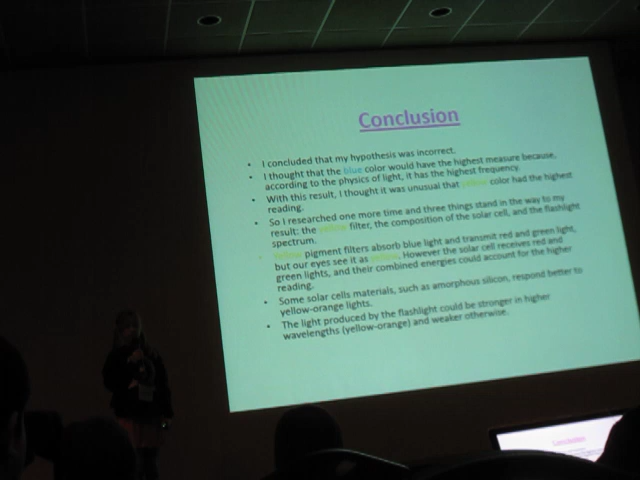 Conclusion
• I concluded that my hypothesis was incorrect.
• I thought that the blue color would have the highest measure because,
according to the physics of light, it has the highest frequency.
• With this result, I thought it was unusual that yellow color had the highest
reading.
• So I researched one more time and three things stand in the way to my
result: the yellow filter, the composition of the solar cell, and the flashlight
spectrum.
• Yellow pigment filters absorb blue light and transmit red and green light,
but our eyes see it as yellow. However the solar cell receives red and
green lights, and their combined energies could account for the higher
reading.
• Some solar cells materials, such as amorphous silicon, respond better to
yellow-orange lights.
• The light produced by the flashlight could be stronger in higher
wavelengths (yellow-orange) and weaker otherwise.
Conclusion